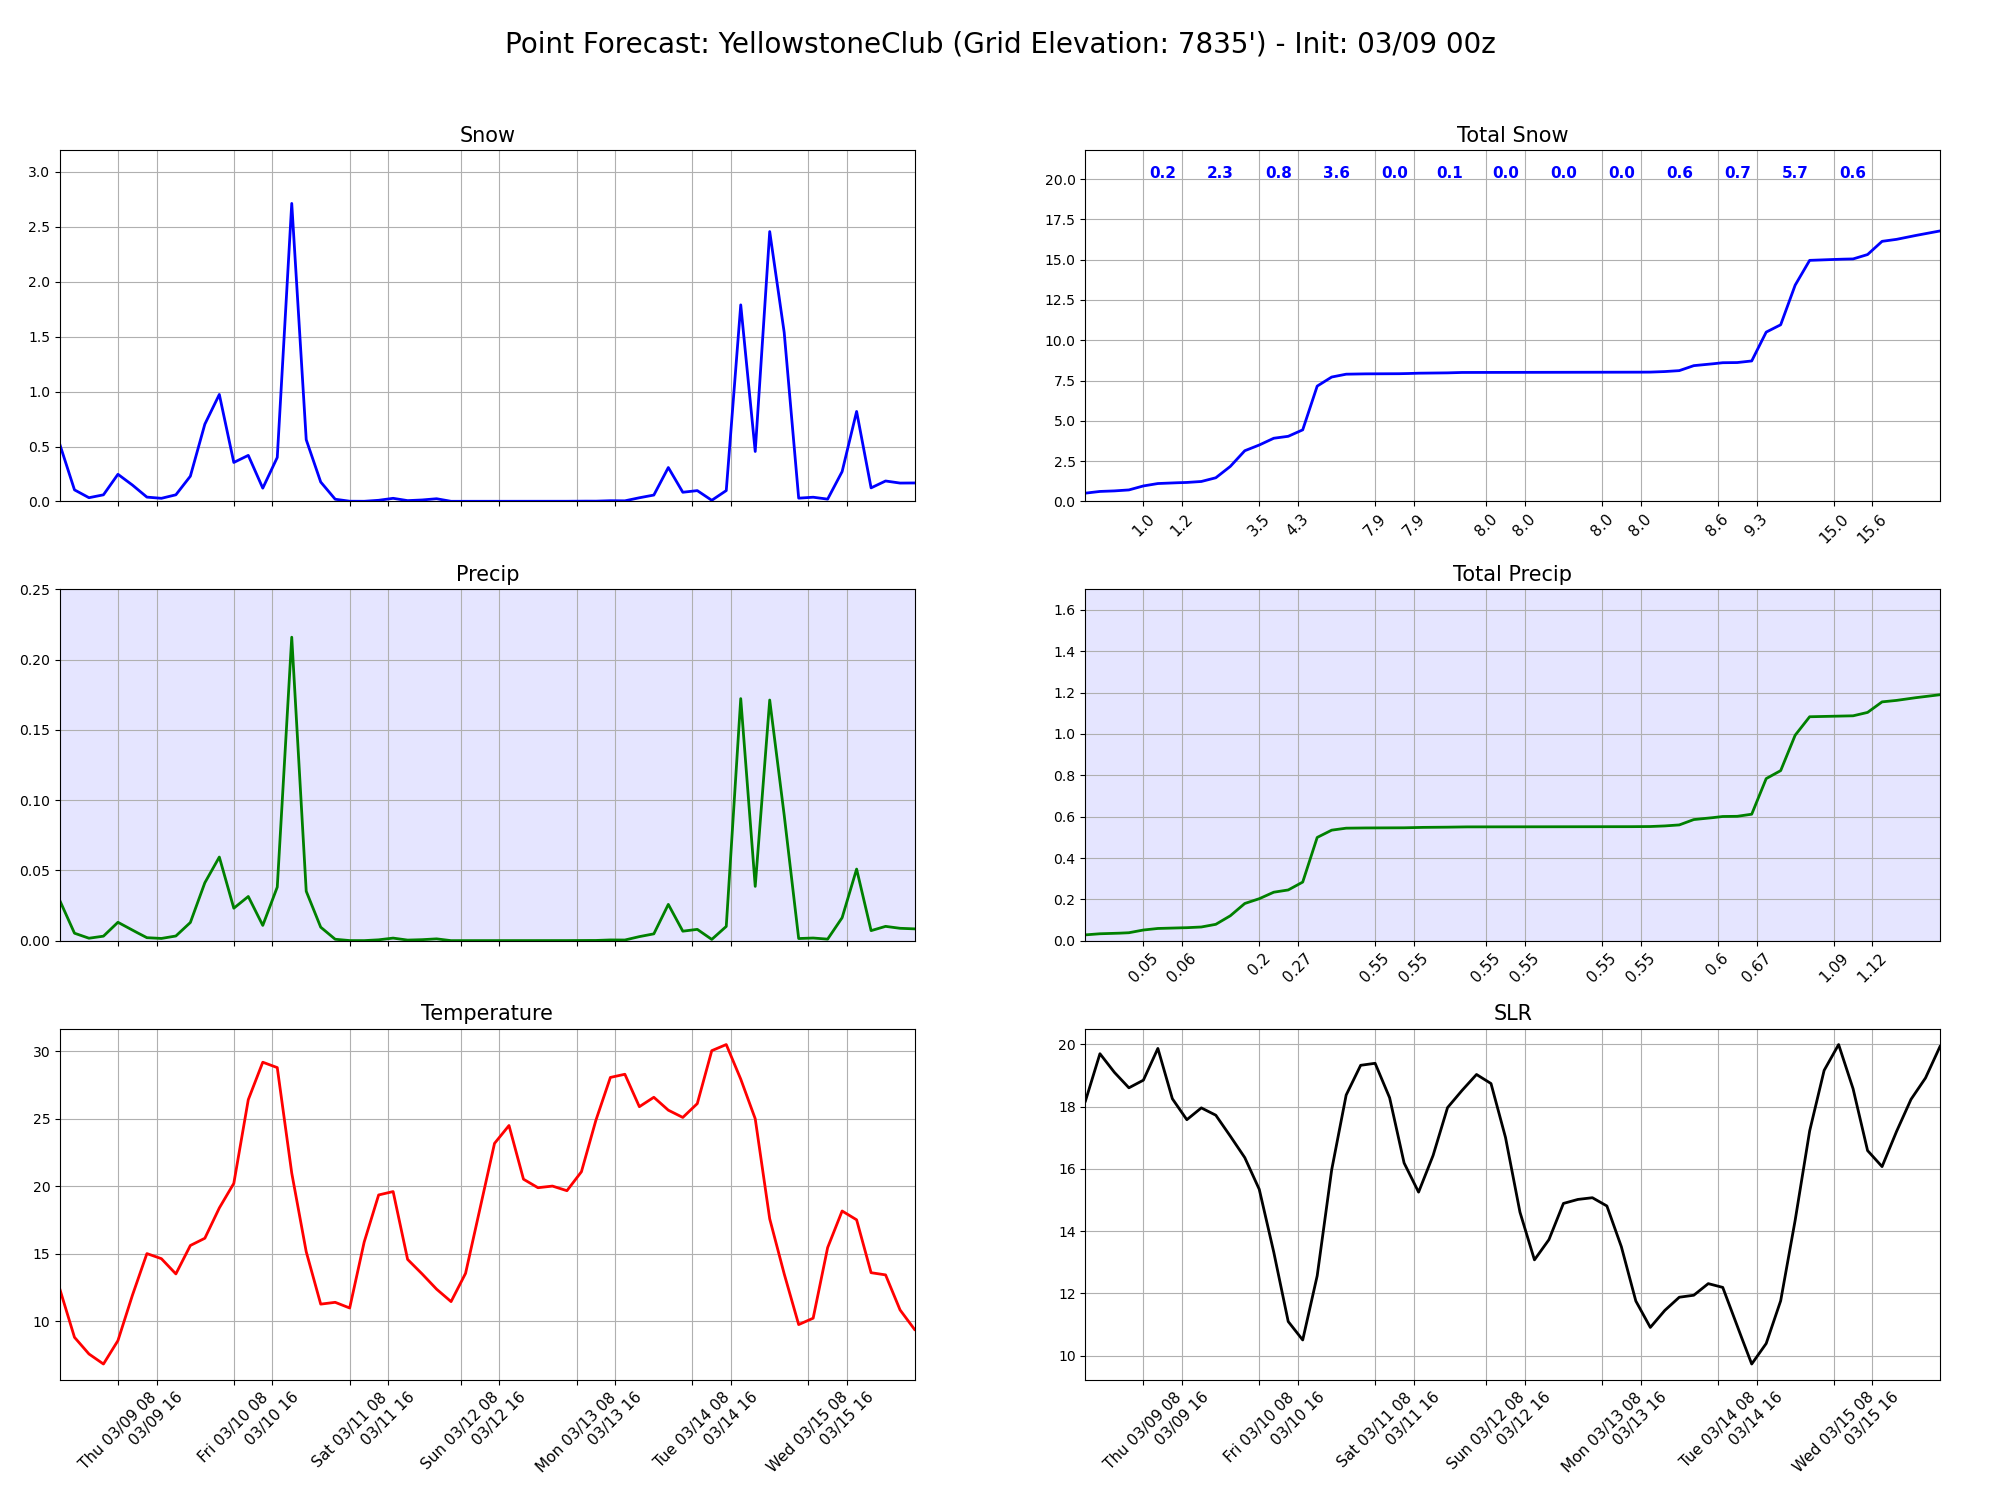 Point Forecast: YellowstoneClub (Grid Elevation: 7835') - Init: 03/09 00z
Snow
3.0
2.5
2.0
1.5
1.0
0.5
0.0
Total Snow
0.2 2.3 0.8 3.6 0.0 0.1 0.0 0.0 0.0 0.6 0.7 5.7 0.6
20.0
17.5
15.0
12.5
10.0
7.5
5.0
2.5
0.0
1.0 1.2 3.5 4.3 7.9 7.9 8.0 8.0 8.0 8.0 8.6 9.3 15.0 15.6
Precip
0.25
0.20
0.15
0.10
0.05
0.00
Total Precip
1.6
1.4
1.2
1.0
0.8
0.6
0.4
0.2
0.0
0.05 0.06 0.2 0.27 0.55 0.55 0.55 0.55 0.55 0.55 0.6 0.67 1.09 1.12
Temperature
30
25
20
15
10
Thu 03/09 08
03/09 16
Fri 03/10 08
03/10 16
Sat 03/11 08
03/11 16
Sun 03/12 08
03/12 16
Mon 03/13 08
03/13 16
Tue 03/14 08
03/14 16
Wed 03/15 08
03/15 16
SLR
20
18
16
14
12
10
Thu 03/09 08
03/09 16
Fri 03/10 08
03/10 16
Sat 03/11 08
03/11 16
Sun 03/12 08
03/12 16
Mon 03/13 08
03/13 16
Tue 03/14 08
03/14 16
Wed 03/15 08
03/15 16